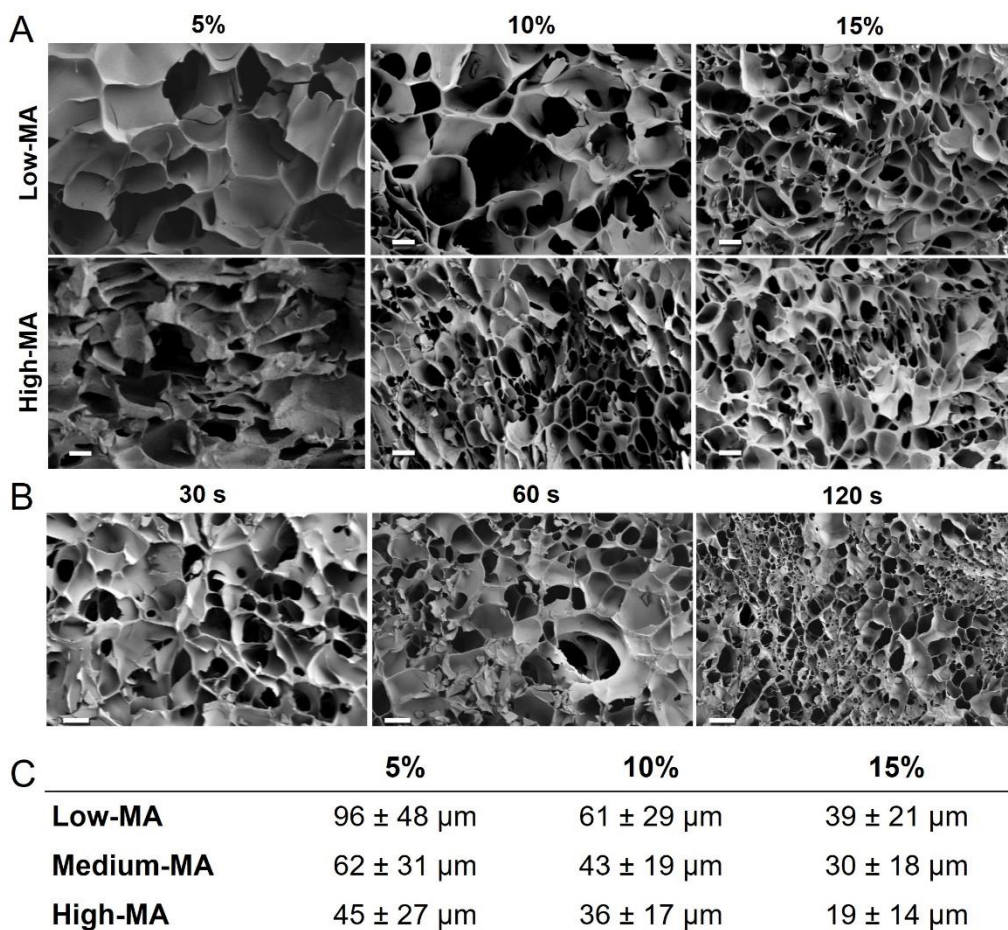 A
5% 10% 15%
Low-MA
High-MA
B
30 s 60 s 120 s
C
5% 10% 15%
Low-MA 96 ± 48 µm 61 ± 29 µm 39 ± 21 µm
Medium-MA 62 ± 31 µm 43 ± 19 µm 30 ± 18 µm
High-MA 45 ± 27 µm 36 ± 17 µm 19 ± 14 µm